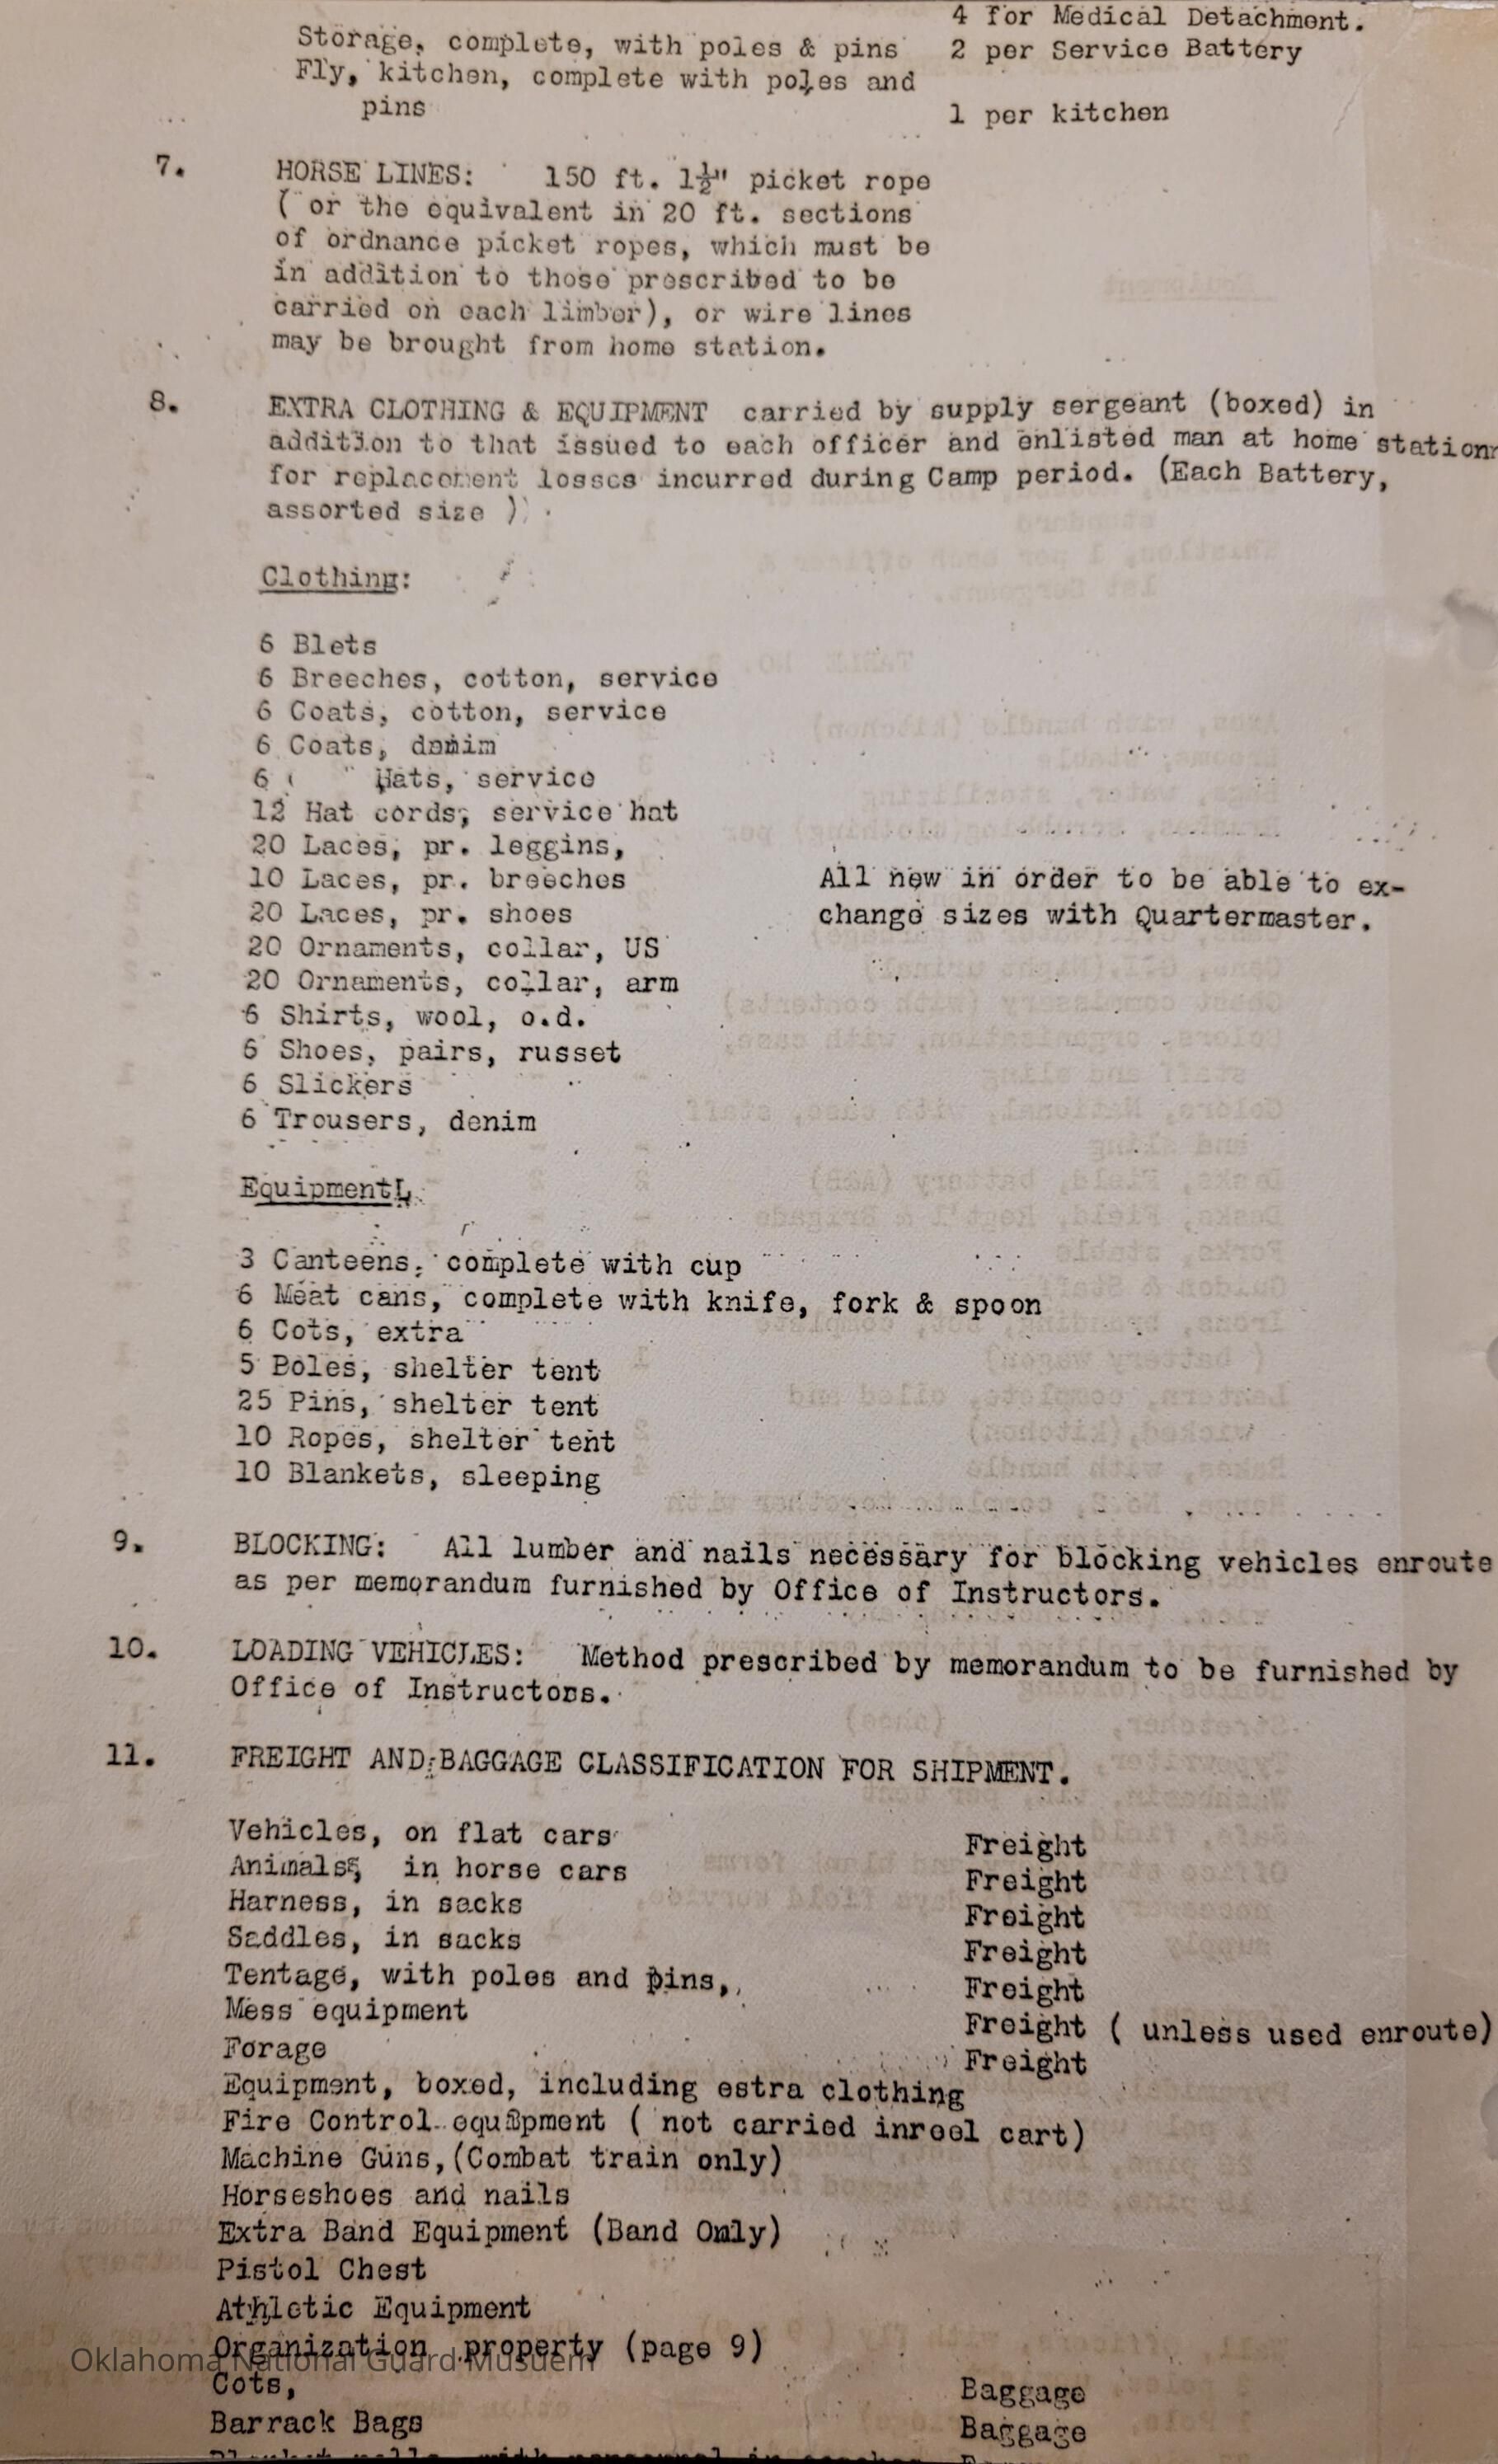 4 for Medical Detachment.
Storage, complete, with poles & pins 2 per Service Battery
Fly, kitchen, complete with poles and
pins 1 per kitchen
7. HORSE LINES: 150 ft. 1½" picket rope
( or the equivalent in 20 ft. sections
of ordnance picket ropes, which must be
in addition to those prescribed to be
carried on each limber), or wire lines
may be brought from home station.
8. EXTRA CLOTHING & EQUIPMENT carried by supply sergeant (boxed) in
addition to that issued to each officer and enlisted man at home station
for replacement losses incurred during Camp period. (Each Battery,
assorted size )
Clothing:
6 Blets
6 Breeches, cotton, service
6 Coats, cotton, service
6 Coats, denim
6 Hats, service
12 Hat cords, service hat
20 Laces, pr. leggins,
10 Laces, pr. breeches
All new in order to be able to ex-
20 Laces, pr. shoes
change sizes with Quartermaster.
20 Ornaments, collar, US
20 Ornaments, collar, arm
6 Shirts, wool, o.d.
6 Shoes, pairs, russet
6 Slickers
6 Trousers, denim
Equipment
3 Canteens, complete with cup
6 Meat cans, complete with knife, fork & spoon
6 Cots, extra
5 Poles, shelter tent
25 Pins, shelter tent
10 Ropes, shelter tent
10 Blankets, sleeping
9. BLOCKING: All lumber and nails necessary for blocking vehicles enroute
as per memorandum furnished by Office of Instructors.
10. LOADING VEHICLES: Method prescribed by memorandum to be furnished by
Office of Instructors.
11. FREIGHT AND BAGGAGE CLASSIFICATION FOR SHIPMENT.
Vehicles, on flat cars Freight
Animals, in horse cars Freight
Harness, in sacks Freight
Saddles, in sacks Freight
Tentage, with poles and pins, Freight
Mess equipment Freight ( unless used enroute)
Forage Freight
Equipment, boxed, including estra clothing
Fire Control equipment ( not carried inreel cart)
Machine Guns,(Combat train only)
Horseshoes and nails
Extra Band Equipment (Band Only)
Pistol Chest
Athletic Equipment
Organization property (page 9)
Oklahoma National Guard Musuem
Cots, Baggage
Barrack Bags Baggage